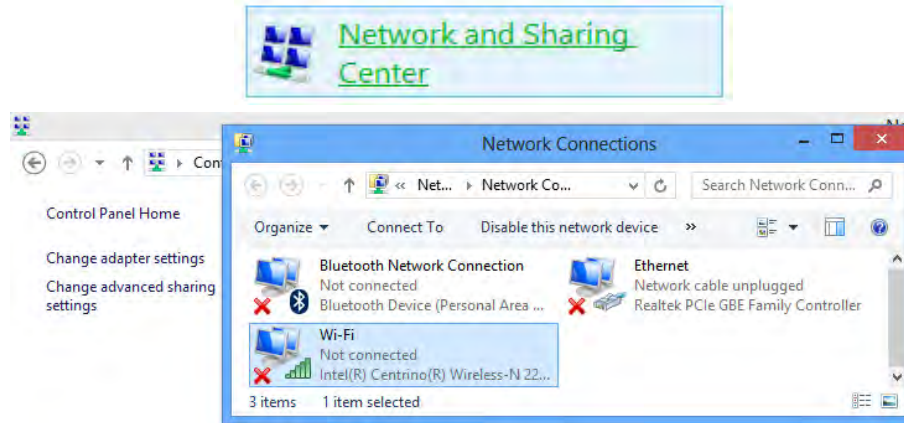 Network and Sharing
Center
Network Connections
Con
Net... Network Co...
Search Network Conn...
Control Panel Home
Organize
Connect To
Disable this network device
»
Change adapter settings
Change advanced sharing
settings
Bluetooth Network Connection
Not connected
Bluetooth Device (Personal Area ...
Ethernet
Network cable unplugged
Realtek PCIe GBE Family Controller
Wi-Fi
Not connected
Intel(R) Centrino(R) Wireless-N 22...
3 items
1 item selected